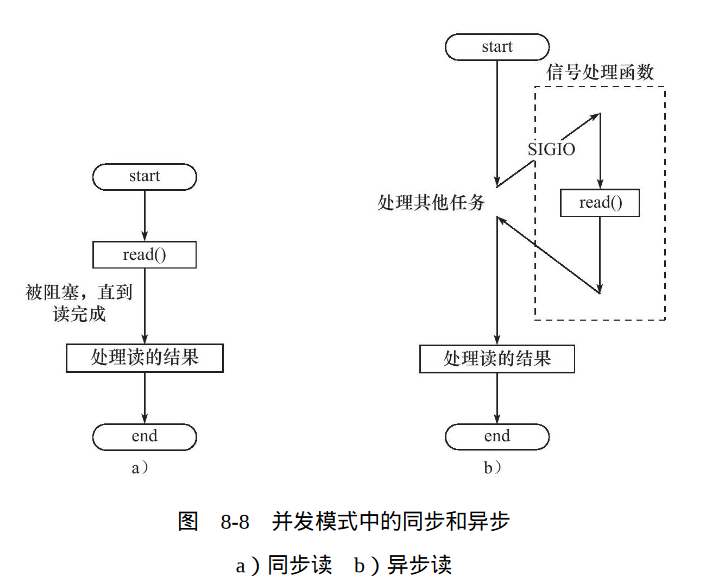 start
read()
被阻塞，直到
读完成
处理读的结果
end
a）
start
信号处理函数
SIGIO
处理其他任务
read()
处理读的结果
end
b）
图 8-8 并发模式中的同步和异步
a）同步读 b）异步读